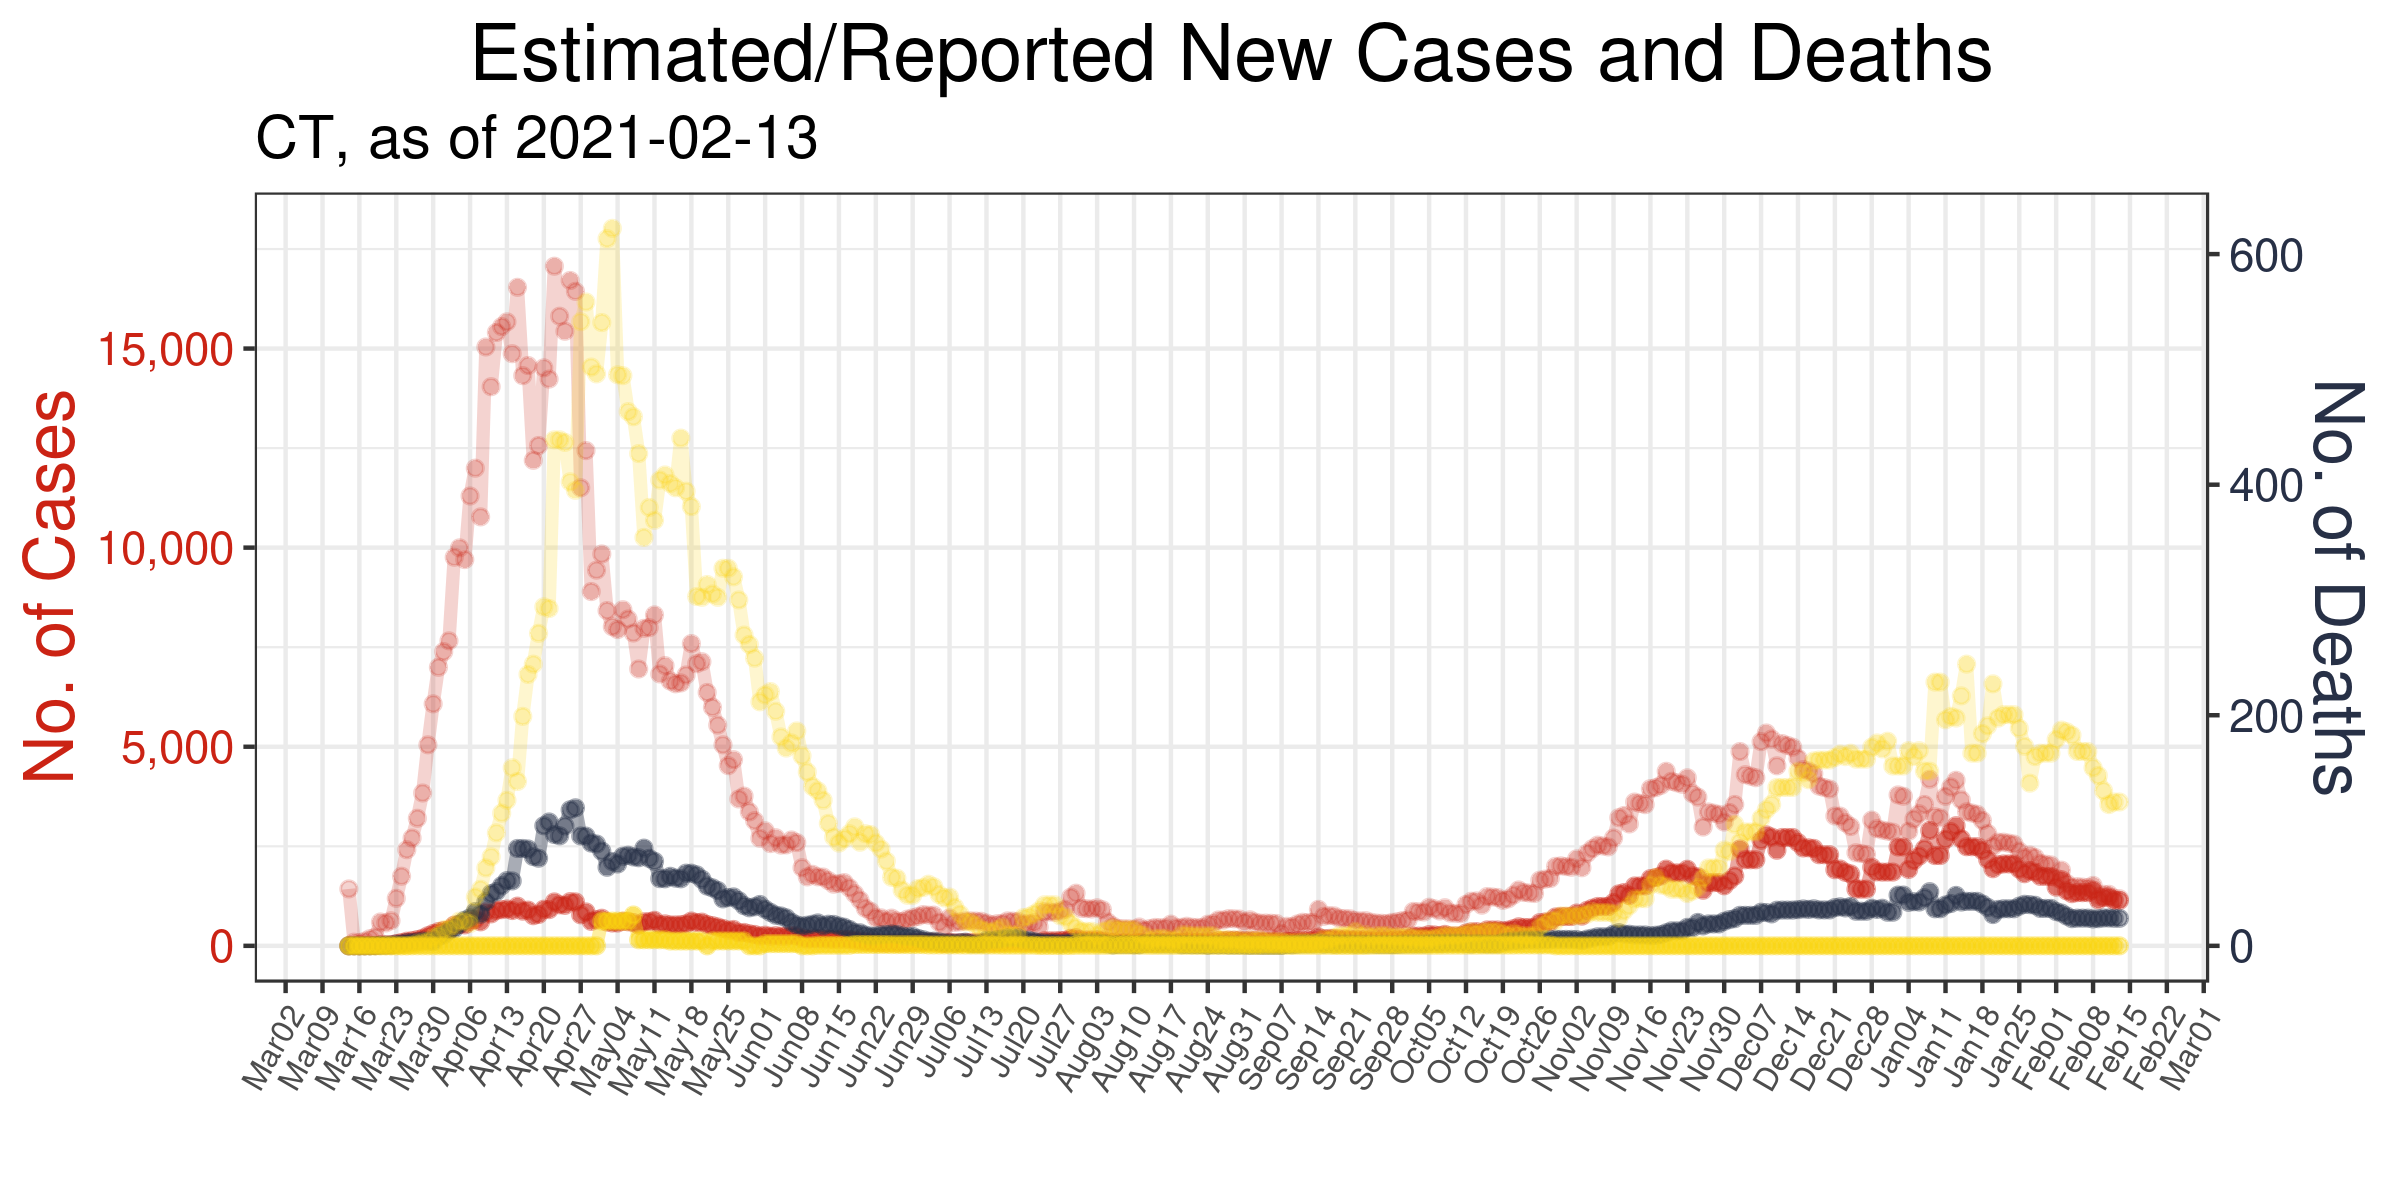 Estimated/Reported New Cases and Deaths
CT, as of 2021-02-13
No. of Cases
15,000
10,000
5,000
0
600
400
200
0
No. of Deaths
Mar02
Mar09
Mar16
Mar23
Mar30
Apr06
Apr13
Apr20
Apr27
May04
May11
May18
May25
Jun01
Jun08
Jun15
Jun22
Jun29
Jul06
Jul13
Jul20
Jul27
Aug03
Aug10
Aug17
Aug24
Aug31
Sep07
Sep14
Sep21
Sep28
Oct05
Oct12
Oct19
Oct26
Nov02
Nov09
Nov16
Nov23
Nov30
Dec07
Dec14
Dec21
Dec28
Jan04
Jan11
Jan18
Jan25
Feb01
Feb08
Feb15
Feb22
Mar01